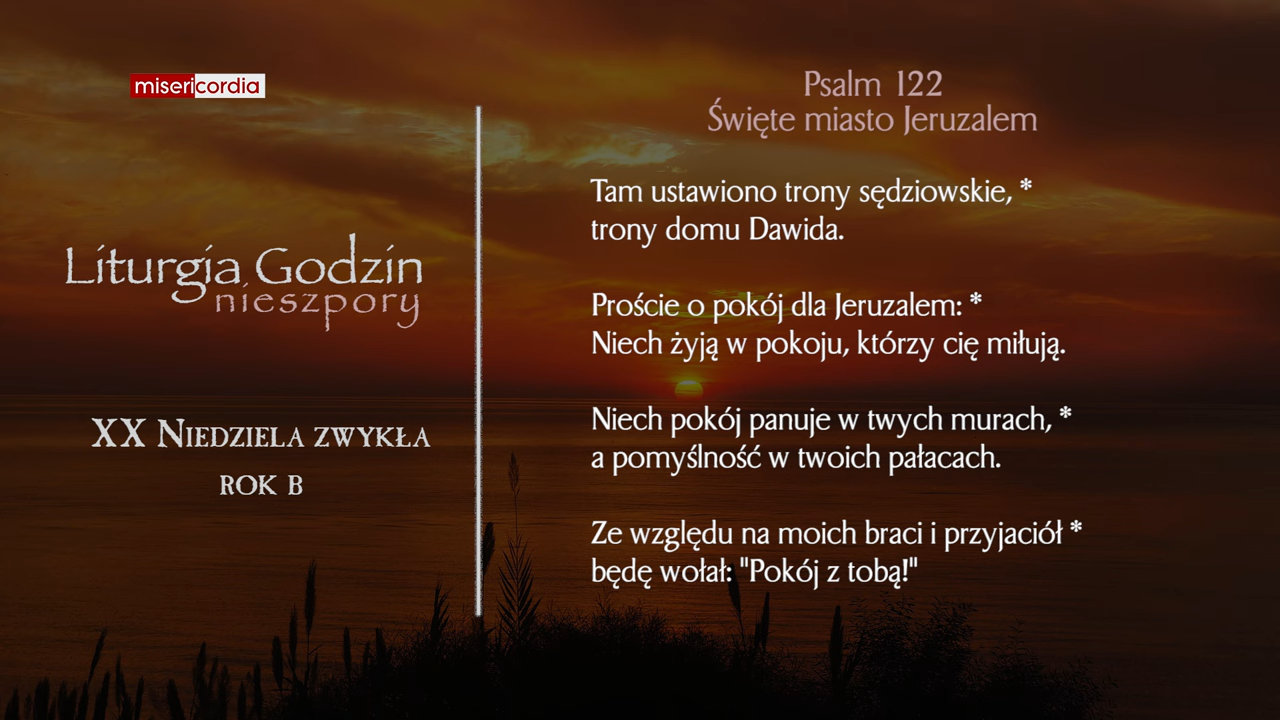 misericordia
Liturgia Godzin
nieszpory
XX Niedziela zwykła
rok B
Psalm 122
Święte miasto Jeruzalem
Tam ustawiono trony sędziowskie, *
trony domu Dawida.
Proście o pokój dla Jeruzalem: *
Niech żyją w pokoju, którzy cię miłują.
Niech pokój panuje w twych murach, *
a pomyślność w twoich pałacach.
Ze względu na moich braci i przyjaciół *
będę wołał: "Pokój z tobą!"